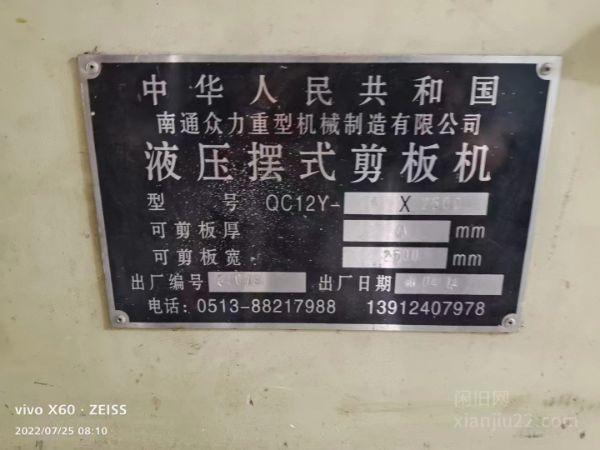 中华人民共和国
南通众力重型机械制造有限公司
液压摆式剪板机
型 号 QC12Y- X 2500
可剪板厚 mm
可剪板宽 2500 mm
出厂编号 出厂日期
电话: 0513-88217988 13912407978
vivo X60 · ZEISS
2022/07/25 08:10
闲旧网
xianjiu22.com